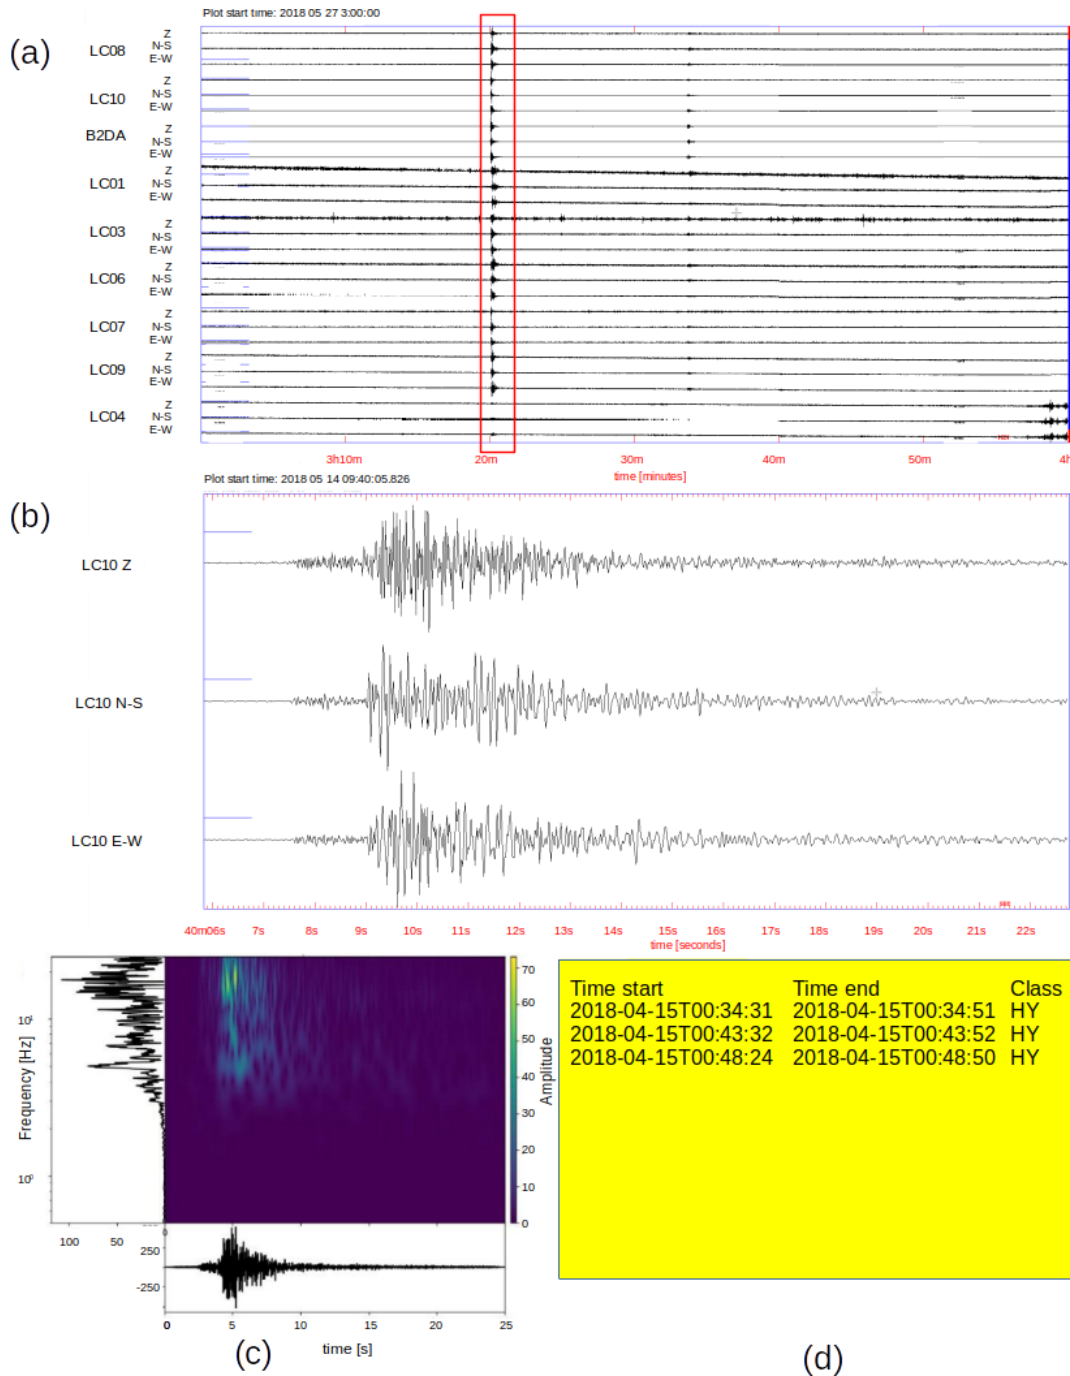 Plot start time: 2018 05 27 3:00:00
(a)
LC08 Z N-S E-W
LC10 Z N-S E-W
B2DA Z N-S E-W
LC01 Z N-S E-W
LC03 Z N-S E-W
LC06 Z N-S E-W
LC07 Z N-S E-W
LC09 Z N-S E-W
LC04 Z N-S E-W
3h10m 20m 30m 40m 50m 4h
time [minutes]
Plot start time: 2018 05 14 09:40:05.826
(b)
LC10 Z
LC10 N-S
LC10 E-W
40m06s 7s 8s 9s 10s 11s 12s 13s 14s 15s 16s 17s 18s 19s 20s 21s 22s
time [seconds]
Frequency [Hz]
10¹
10⁰
100 50 0
70
60
50
40
30
20
10
0
Amplitude
250
-250
0 5 10 15 20 25
time [s]
(c)
Time start Time end Class
2018-04-15T00:34:31 2018-04-15T00:34:51 HY
2018-04-15T00:43:32 2018-04-15T00:43:52 HY
2018-04-15T00:48:24 2018-04-15T00:48:50 HY
(d)